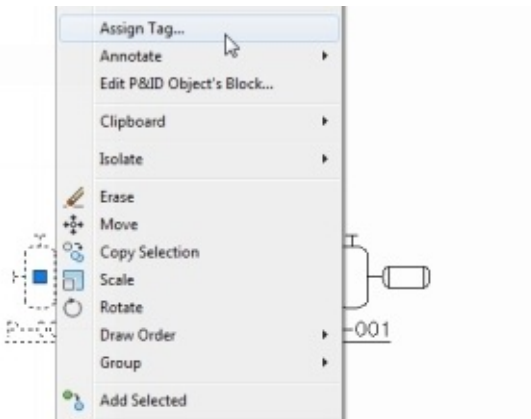 Assign Tag...
Annotate
Edit P&ID Object's Block...
Clipboard
Isolate
Erase
Move
Copy Selection
Scale
Rotate
Draw Order
-001
Group
Add Selected